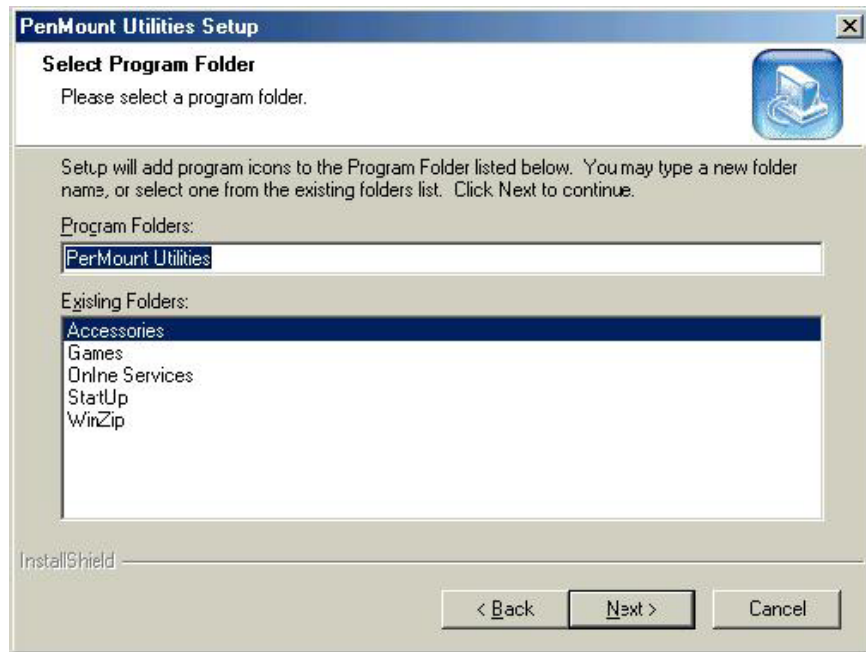 PenMount Utilities Setup
Select Program Folder
Please select a program folder.
Setup will add program icons to the Program Folder listed below. You may type a new folder
name, or select one from the existing folders list. Click Next to continue.
Program Folders:
PenMount Utilities
Existing Folders:
Accessories
Games
Online Services
StartUp
WinZip
InstallShield
< Back
Next >
Cancel